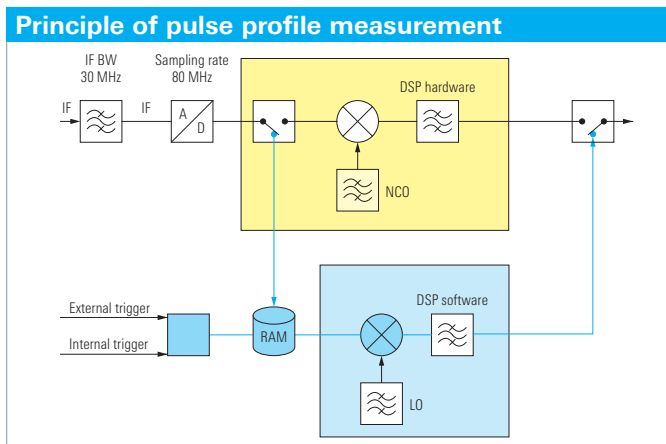 Principle of pulse profile measurement
IF BW
30 MHz
Sampling rate
80 MHz
DSP hardware
IF
IF
A
D
NCO
DSP software
External trigger
RAM
Internal trigger
LO